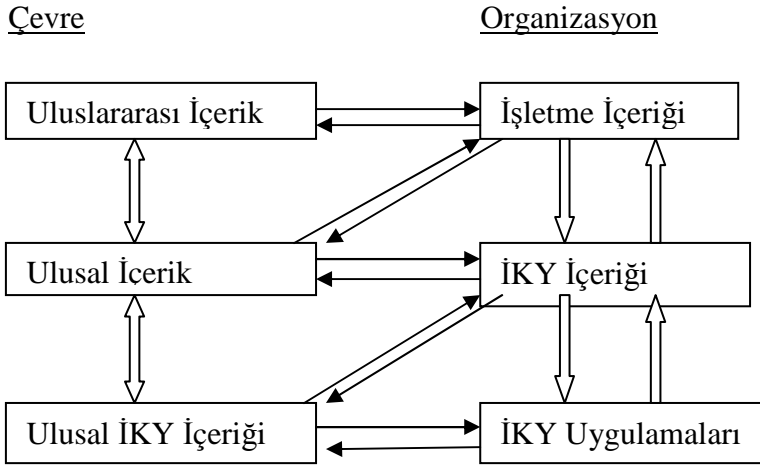 Çevre
Organizasyon
Uluslararası İçerik
İşletme İçeriği
Ulusal İçerik
İKY İçeriği
Ulusal İKY İçeriği
İKY Uygulamaları